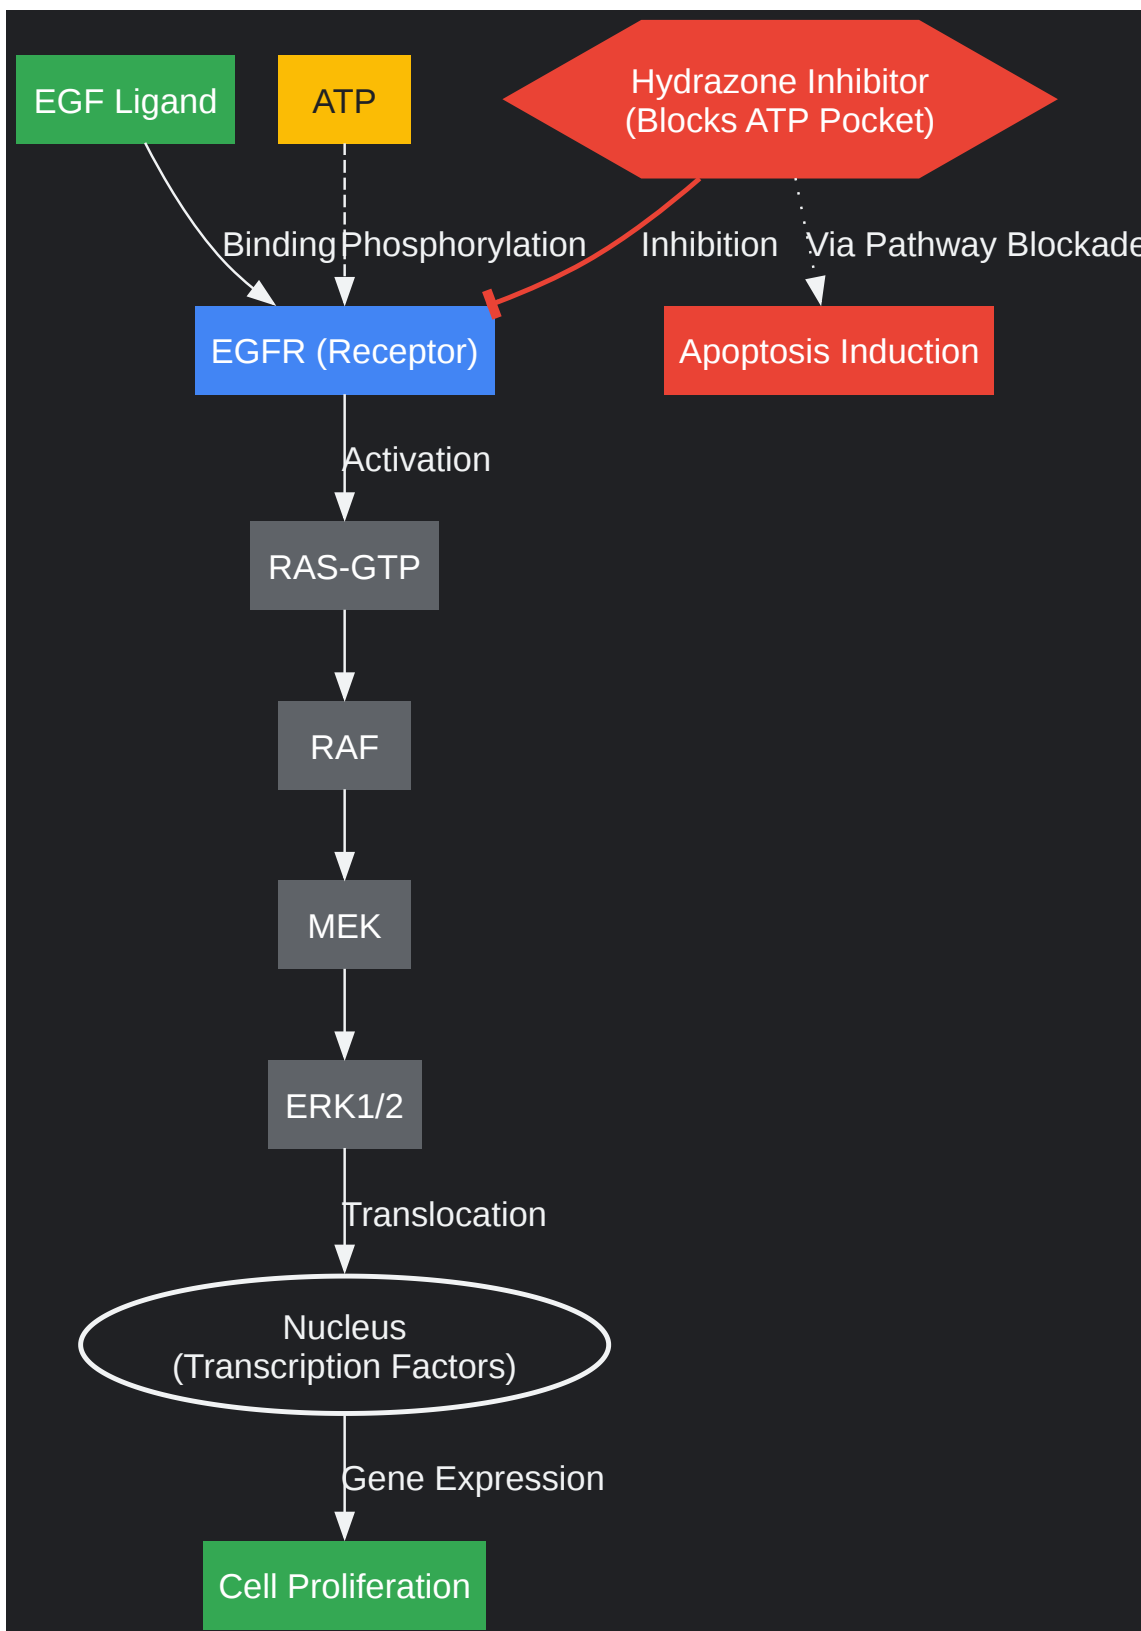 EGF Ligand
ATP
Hydrazone Inhibitor
(Blocks ATP Pocket)
Binding
Phosphorylation
Inhibition
Via Pathway Blockade
EGFR (Receptor)
Apoptosis Induction
Activation
RAS-GTP
RAF
MEK
ERK1/2
Translocation
Nucleus
(Transcription Factors)
Gene Expression
Cell Proliferation